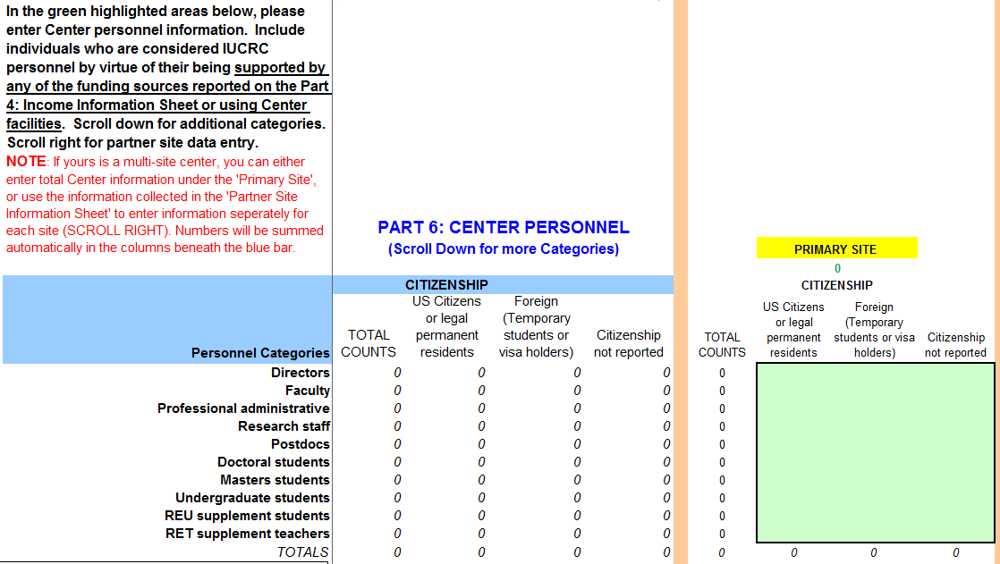 In the green highlighted areas below, please
enter Center personnel information.  Include
individuals who are considered IUCRC
personnel by virtue of their being supported by
any of the funding sources reported on the Part
4: Income Information Sheet or using Center
facilities.  Scroll down for additional categories.
Scroll right for partner site data entry.
NOTE: If yours is a multi-site center, you can either
enter total Center information under the 'Primary Site',
or use the information collected in the 'Partner Site
Information Sheet' to enter information seperately for
each site (SCROLL RIGHT). Numbers will be summed
automatically in the columns beneath the blue bar.
PART 6: CENTER PERSONNEL
(Scroll Down for more Categories)
PRIMARY SITE
0
CITIZENSHIP
CITIZENSHIP
Personnel Categories
TOTAL
COUNTS
US Citizens
or legal
permanent
residents
Foreign
(Temporary
students or
visa holders)
Citizenship
not reported
TOTAL
COUNTS
US Citizens
or legal
permanent
residents
Foreign
(Temporary
students or visa
holders)
Citizenship
not reported
Directors 0 0 0 0 0
Faculty 0 0 0 0 0
Professional administrative 0 0 0 0 0
Research staff 0 0 0 0 0
Postdocs 0 0 0 0 0
Doctoral students 0 0 0 0 0
Masters students 0 0 0 0 0
Undergraduate students 0 0 0 0 0
REU supplement students 0 0 0 0 0
RET supplement teachers 0 0 0 0 0
TOTALS 0 0 0 0 0 0 0 0